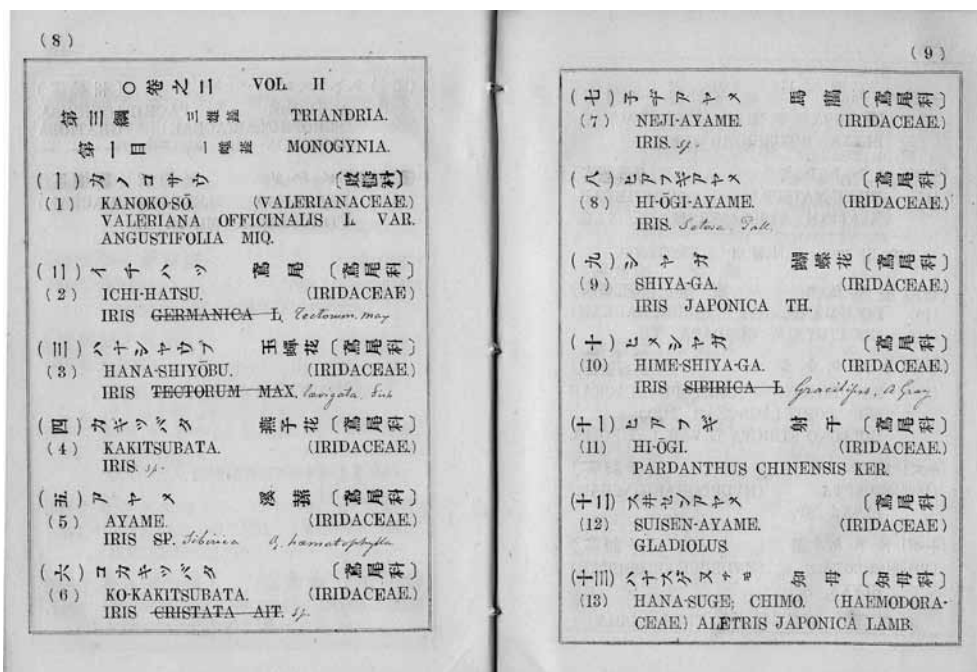 (8)
〇卷之二 VOL II
第三綱 三雄蕋 TRIANDRIA.
第一目 一雌蕋 MONOGYNIA.
(一) カノコサウ 〔敗醬科〕
(1) KANOKO-SŌ. (VALERIANACEAE.)
VALERIANA OFFICINALIS L. VAR.
ANGUSTIFOLIA MIQ.
(二) イチハツ 鳶尾 〔鳶尾科〕
(2) ICHI-HATSU. (IRIDACEAE)
IRIS GERMANICA L. Tectorum. max
(三) ハナシヤウブ 玉蟬花 〔鳶尾科〕
(3) HANA-SHIYŌBU. (IRIDACEAE.)
IRIS TECTORUM MAX. lævigata.
(四) カキツバタ 燕子花 〔鳶尾科〕
(4) KAKITSUBATA. (IRIDACEAE.)
IRIS. sp.
(五) アヤメ 溪蓀 〔鳶尾科〕
(5) AYAME. (IRIDACEAE.)
IRIS SP. Sibirica hæmatophylla
(六) コカキツバタ 〔鳶尾科〕
(6) KO-KAKITSUBATA. (IRIDACEAE.)
IRIS CRISTATA AIT. sp.
(9)
(七)子ヂアヤメ 馬藺 〔鳶尾科〕
(7) NEJI-AYAME. (IRIDACEAE.)
IRIS. sp.
(八) ヒアフギアヤメ 〔鳶尾科〕
(8) HI-ŌGI-AYAME. (IRIDACEAE.)
IRIS. Setosa. Pall.
(九) シヤガ 蝴蝶花 〔鳶尾科〕
(9) SHIYA-GA. (IRIDACEAE.)
IRIS JAPONICA TH.
(十) ヒメシヤガ 〔鳶尾科〕
(10) HIME-SHIYA-GA. (IRIDACEAE.)
IRIS SIBIRICA L. Gracilipes. A Gray
(十一) ヒアフギ 射干 〔鳶尾科〕
(11) HI-ŌGI. (IRIDACEAE.)
PARDANTHUS CHINENSIS KER.
(十二) スヰセンアヤメ 〔鳶尾科〕
(12) SUISEN-AYAME. (IRIDACEAE)
GLADIOLUS.
(十三) ハナスゲ 知母 〔知母科〕
(13) HANA-SUGE; CHIMO. (HAEMODORA-
CEAE.) ALETRIS JAPONICA LAMB.